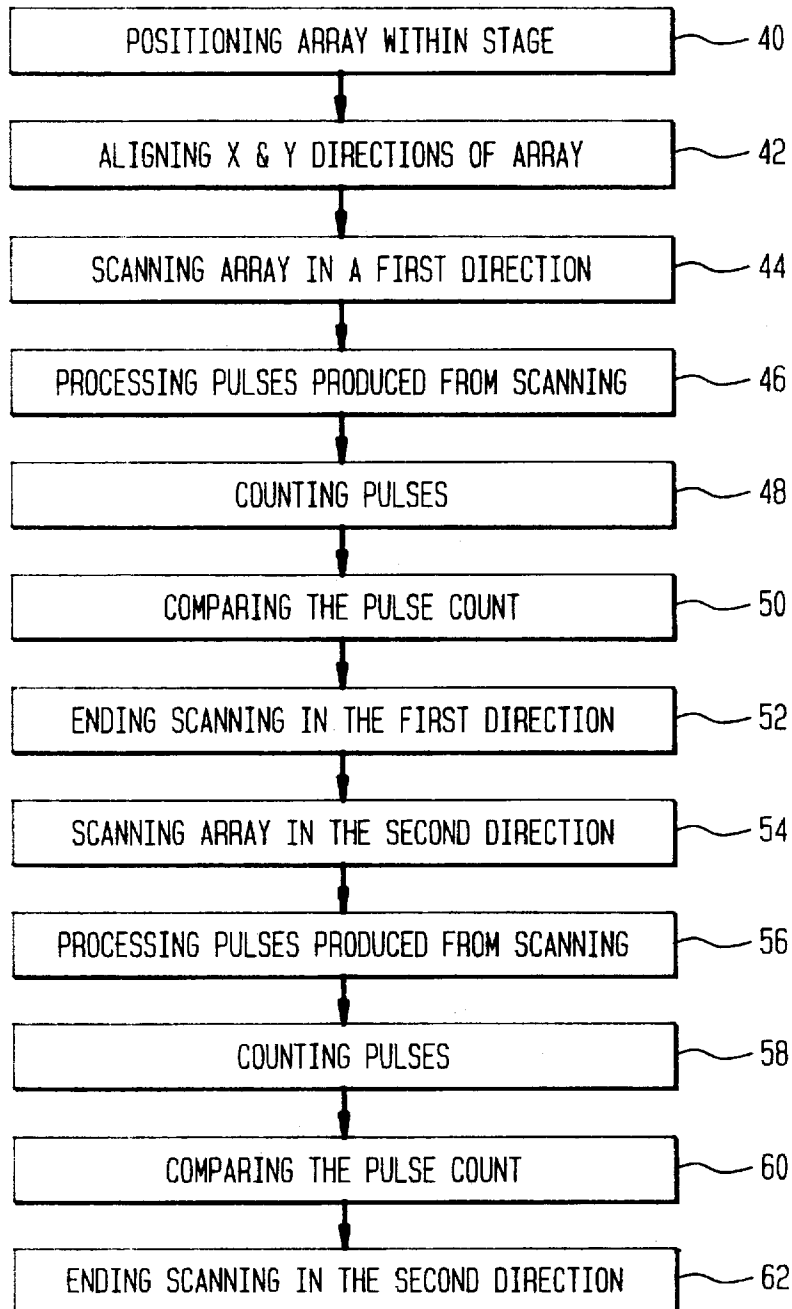 POSITIONING ARRAY WITHIN STAGE 40
ALIGNING X & Y DIRECTIONS OF ARRAY 42
SCANNING ARRAY IN A FIRST DIRECTION 44
PROCESSING PULSES PRODUCED FROM SCANNING 46
COUNTING PULSES 48
COMPARING THE PULSE COUNT 50
ENDING SCANNING IN THE FIRST DIRECTION 52
SCANNING ARRAY IN THE SECOND DIRECTION 54
PROCESSING PULSES PRODUCED FROM SCANNING 56
COUNTING PULSES 58
COMPARING THE PULSE COUNT 60
ENDING SCANNING IN THE SECOND DIRECTION 62